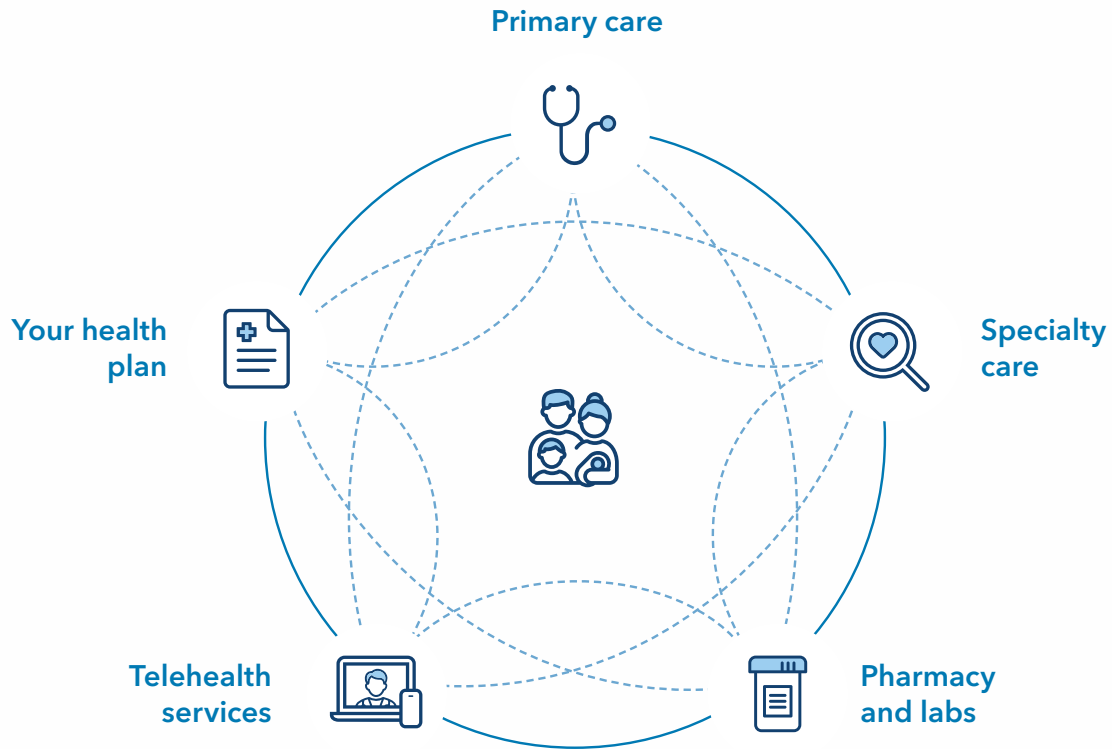 Primary care
Your health
plan
Specialty
care
Telehealth
services
Pharmacy
and labs